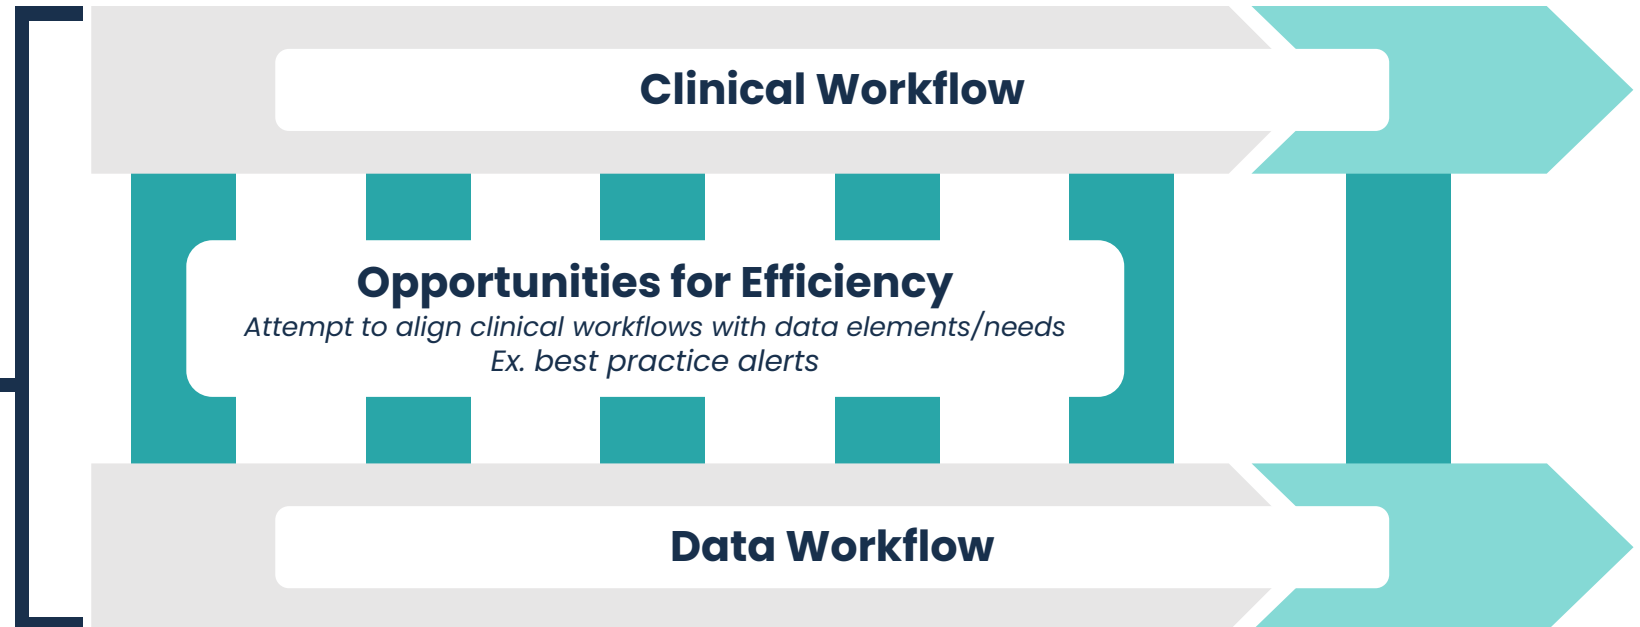 Clinical Workflow
Opportunities for Efficiency
Attempt to align clinical workflows with data elements/needs
Ex. best practice alerts
Data Workflow